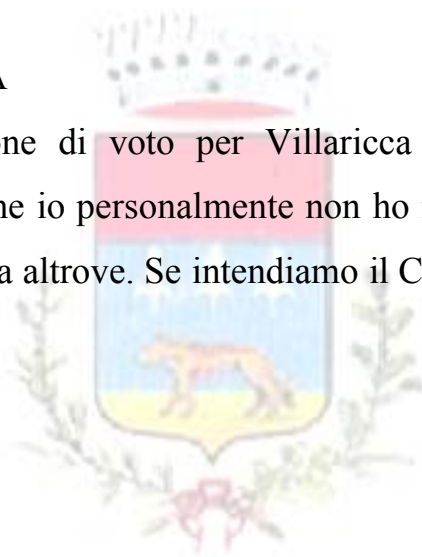 A
ne di voto per Villaricca
ne io personalmente non ho
a altrove. Se intendiamo il C